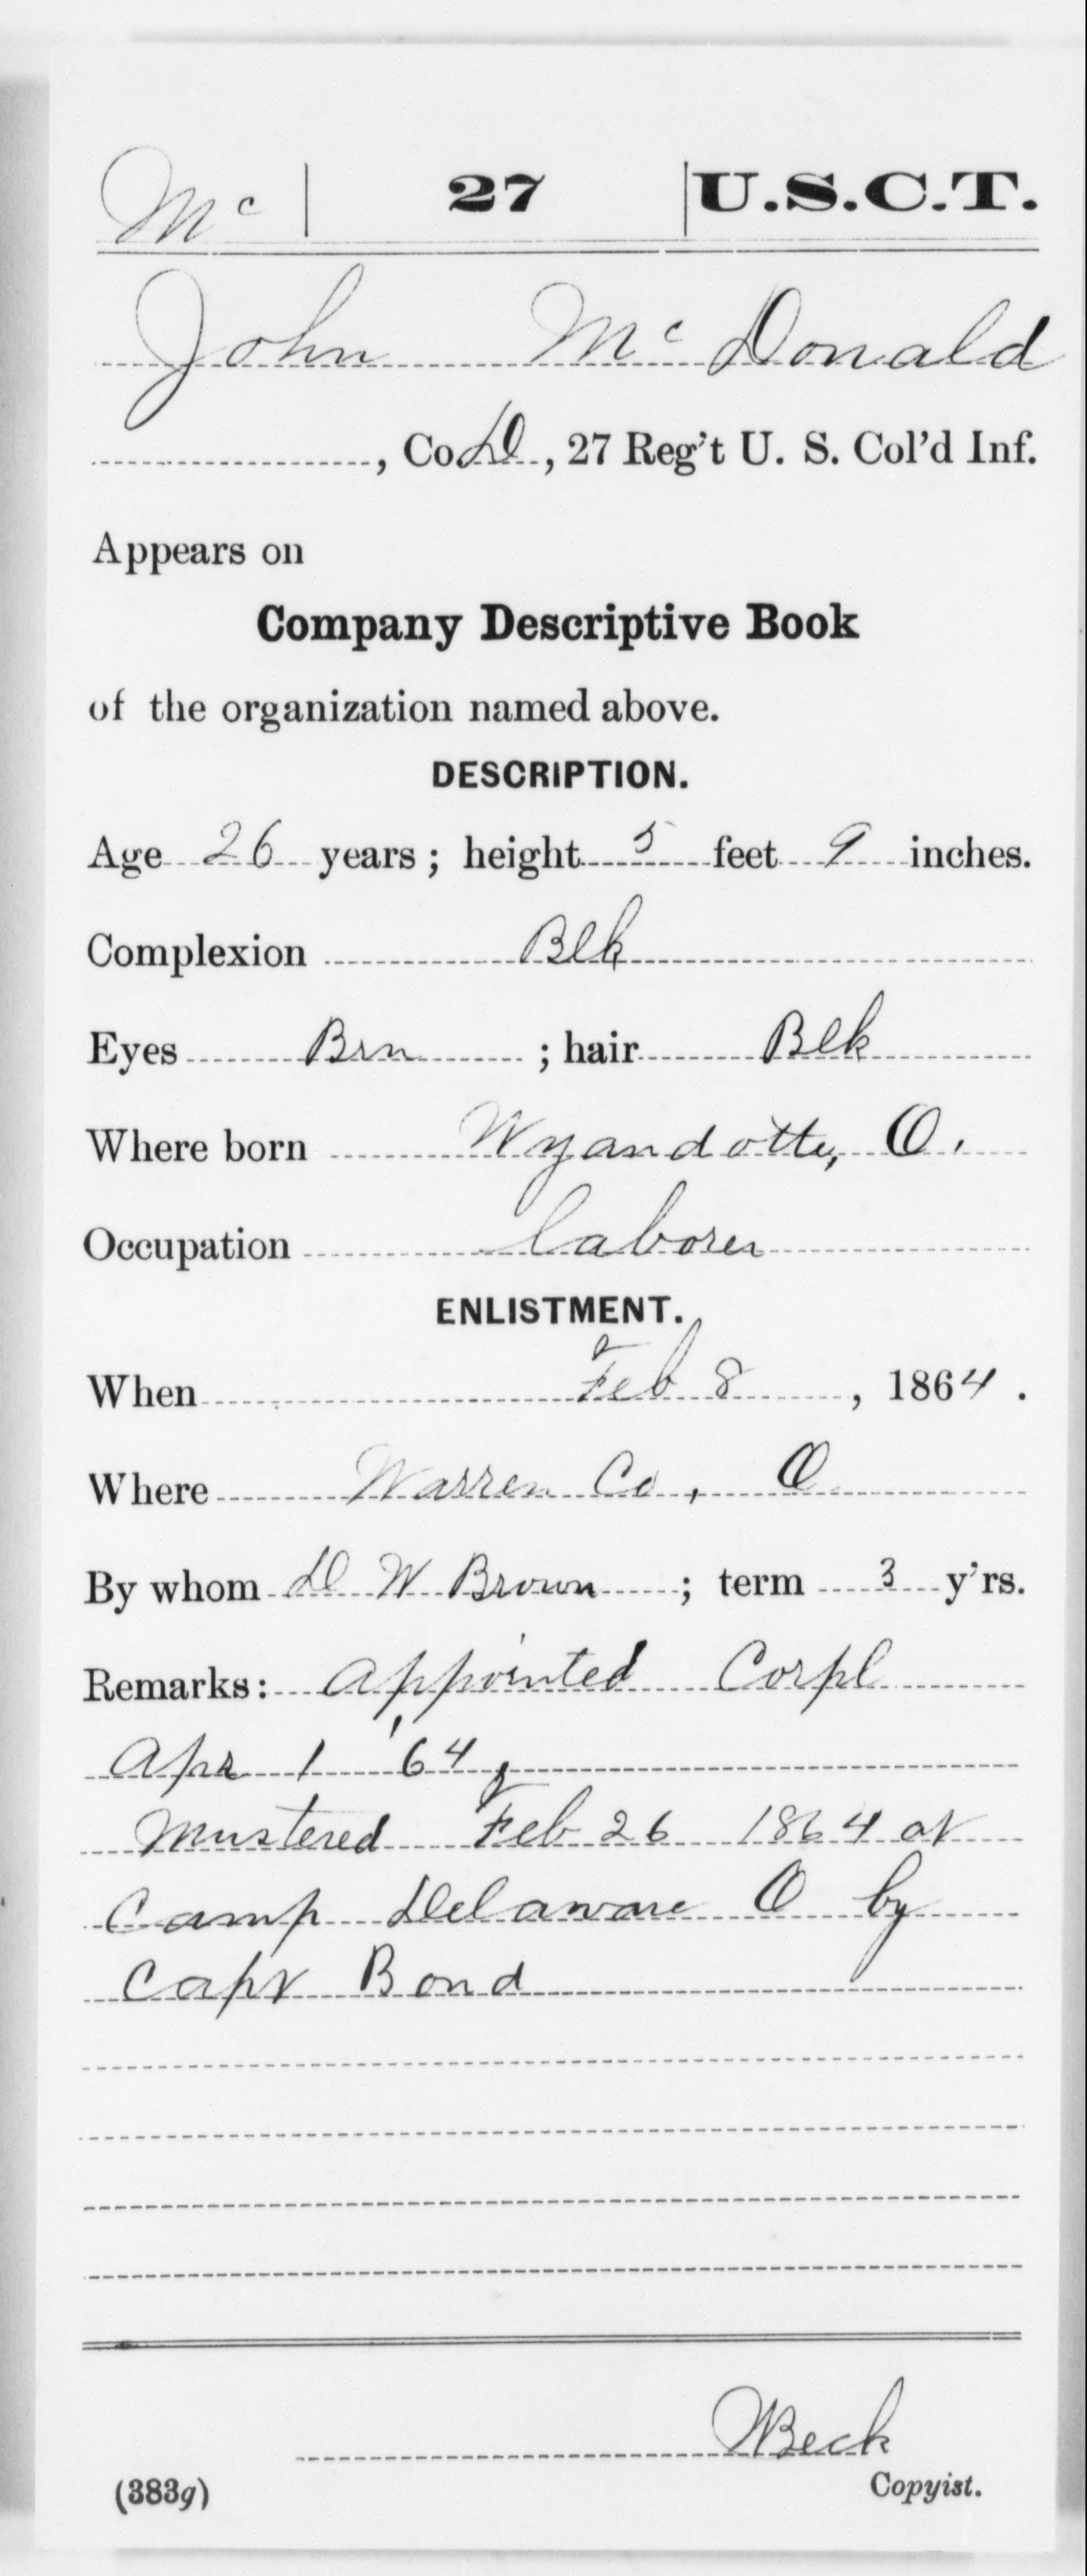 Mc | 27 | U.S.C.T.
John McDonald
, Co. D, 27 Reg't U. S. Col'd Inf.
Appears on
Company Descriptive Book
of the organization named above.
DESCRIPTION.
Age 26 years; height 5 feet 9 inches.
Complexion Blk
Eyes Brn ; hair Blk
Where born Wyandotte, O.
Occupation laborer
ENLISTMENT.
When Feb 8, 1864.
Where Warren Co, O
By whom D W Brown ; term 3 y'rs.
Remarks: Appointed Corpl
Apr 1 '64,
Mustered Feb 26 1864 at
Camp Delaware O by
Capt Bond
Beck
(383g) Copyist.